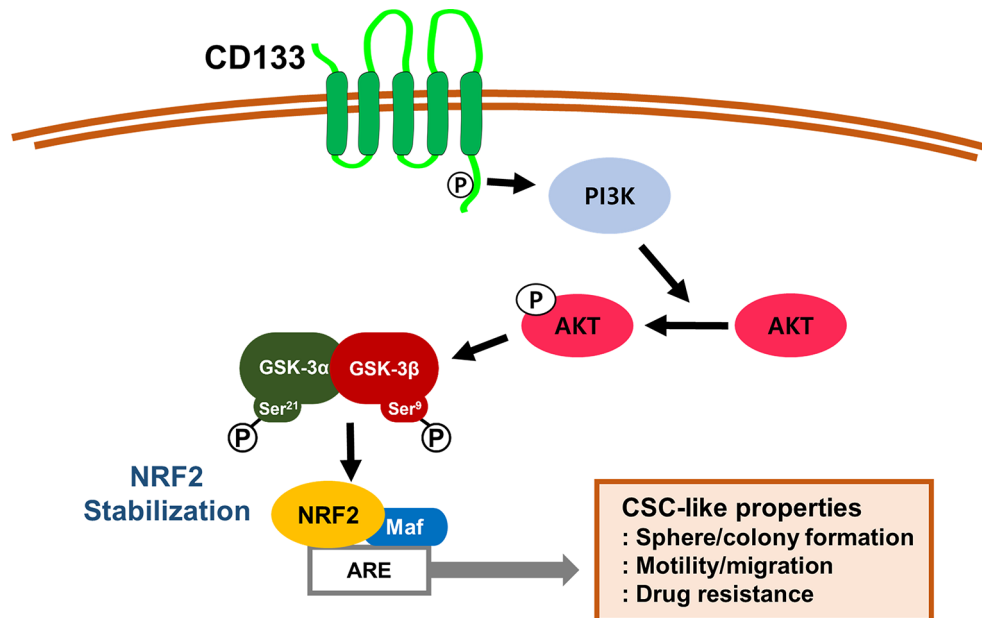 CD133
P
PI3K
P
AKT
AKT
GSK-3α
GSK-3β
Ser²¹
Ser⁹
P
P
NRF2
Stabilization
NRF2
Maf
ARE
CSC-like properties
: Sphere/colony formation
: Motility/migration
: Drug resistance